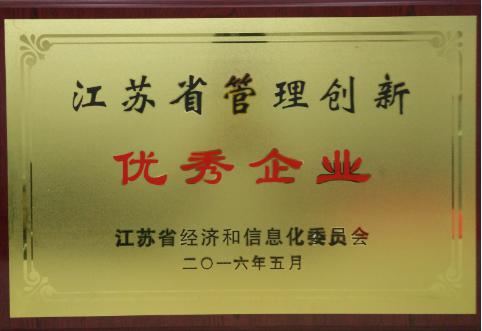 江苏省管理创新
优秀企业
江苏省经济和信息化委员会
二〇一六年五月